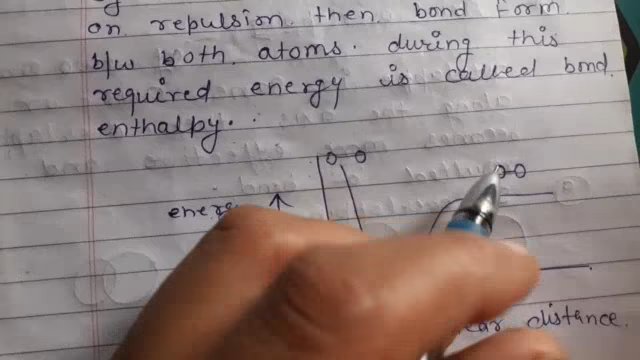 on repulsion. then bond form
b/w both atoms. during this
required energy is called bond.
enthalpy.
distance.